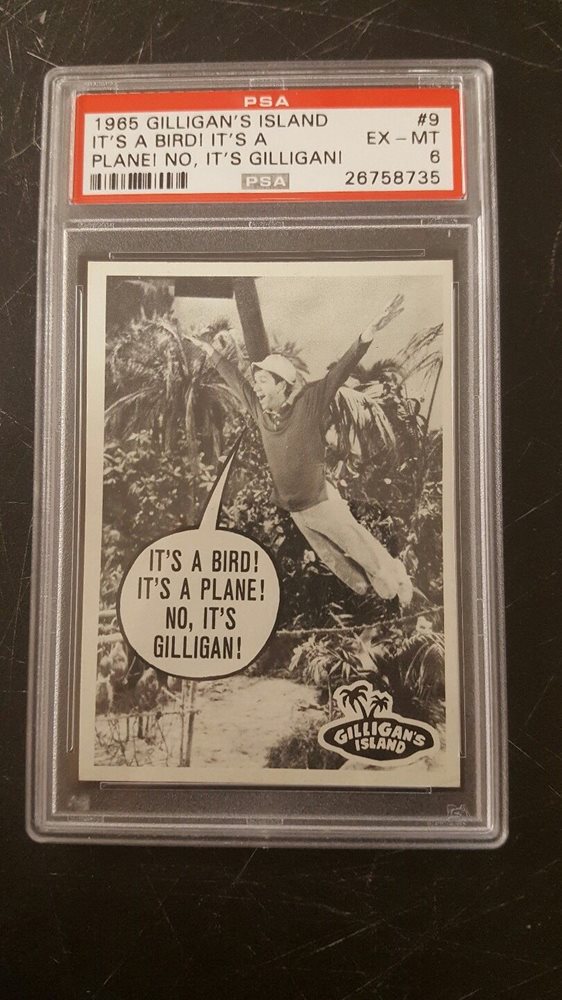 PSA
1965 GILLIGAN'S ISLAND #9
IT'S A BIRD! IT'S A EX-MT
PLANE! NO, IT'S GILLIGAN! 6
PSA 26758735
IT'S A BIRD!
IT'S A PLANE!
NO, IT'S
GILLIGAN!
GILLIGAN'S
ISLAND